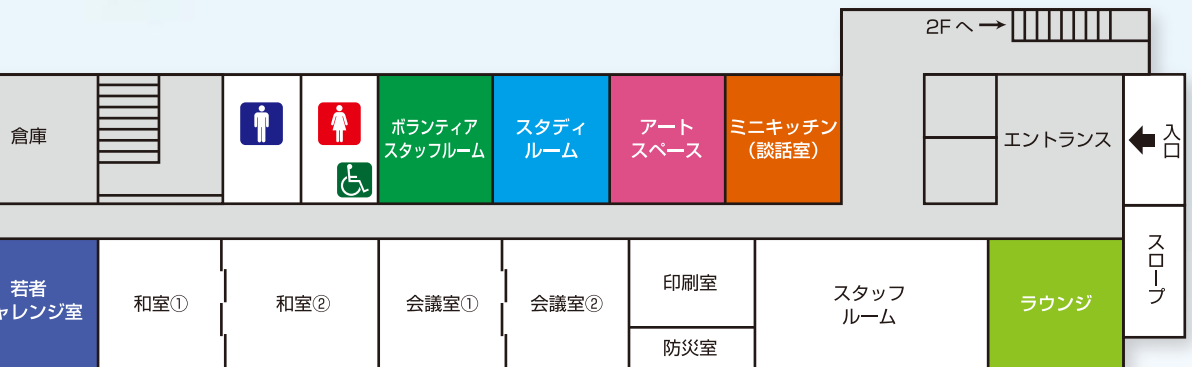 2Fへ
倉庫
ボランティア
スタッフルーム
スタディ
ルーム
アート
スペース
ミニキッチン
(談話室)
エントランス
入口
若者
ャレンジ室
和室①
和室②
会議室①
会議室②
印刷室
防災室
スタッフ
ルーム
ラウンジ
スロープ